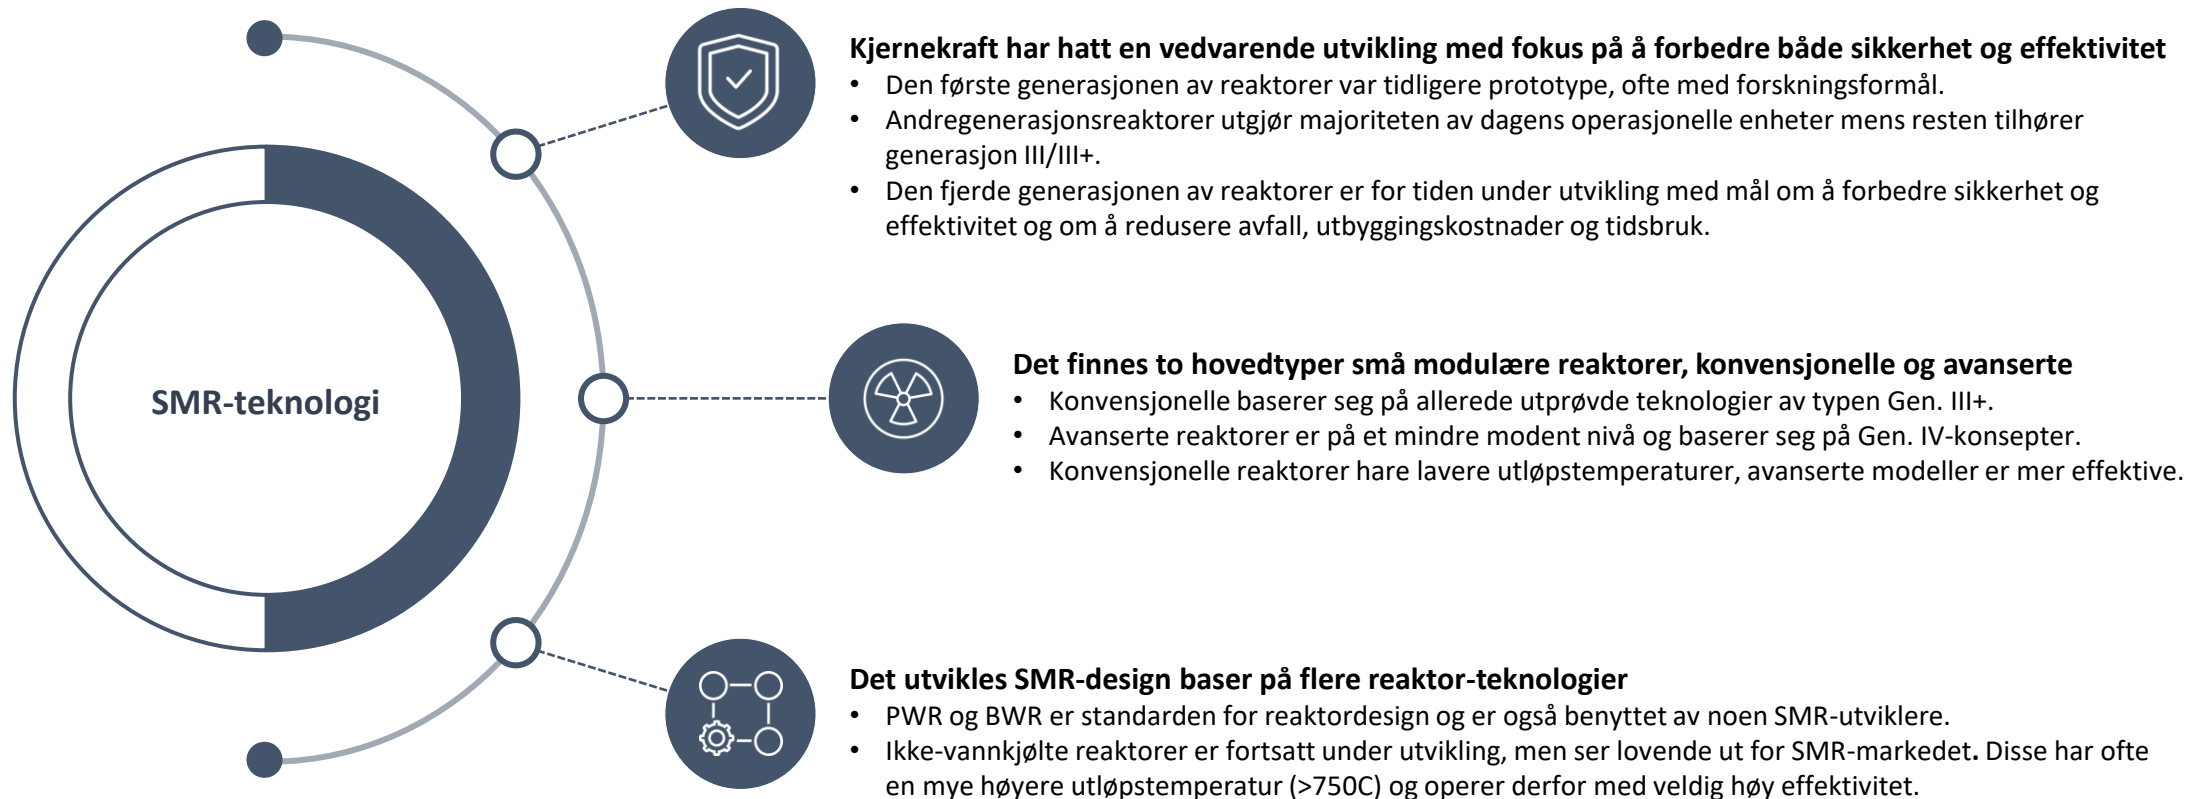 SMR-teknologi
Kjernekraft har hatt en vedvarende utvikling med fokus på å forbedre både sikkerhet og effektivitet
• Den første generasjonen av reaktorer var tidligere prototype, ofte med forskningsformål.
• Andregenerasjonsreaktorer utgjør majoriteten av dagens operasjonelle enheter mens resten tilhører
generasjon III/III+.
• Den fjerde generasjonen av reaktorer er for tiden under utvikling med mål om å forbedre sikkerhet og
effektivitet og om å redusere avfall, utbyggingskostnader og tidsbruk.
Det finnes to hovedtyper små modulære reaktorer, konvensjonelle og avanserte
• Konvensjonelle baserer seg på allerede utprøvde teknologier av typen Gen. III+.
• Avanserte reaktorer er på et mindre modent nivå og baserer seg på Gen. IV-konsepter.
• Konvensjonelle reaktorer hare lavere utløpstemperaturer, avanserte modeller er mer effektive.
Det utvikles SMR-design baser på flere reaktor-teknologier
• PWR og BWR er standarden for reaktordesign og er også benyttet av noen SMR-utviklere.
• Ikke-vannkjølte reaktorer er fortsatt under utvikling, men ser lovende ut for SMR-markedet. Disse har ofte
en mye høyere utløpstemperatur (>750C) og operer derfor med veldig høy effektivitet.